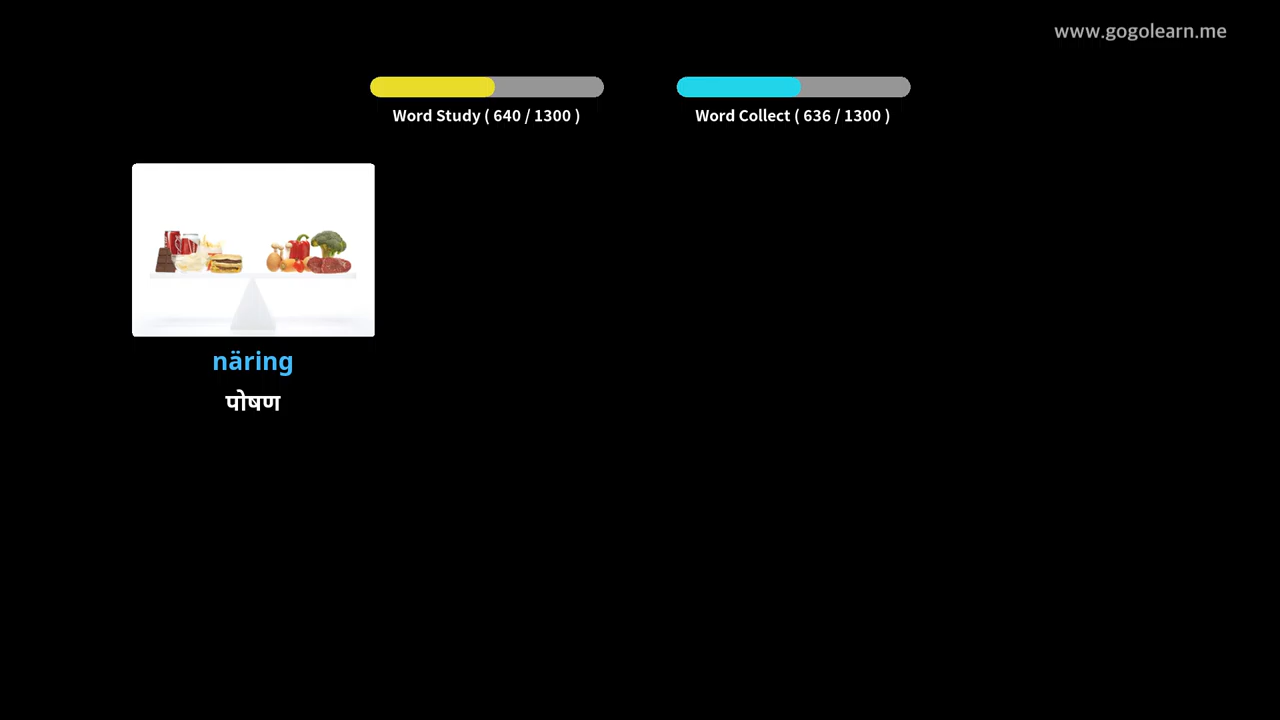 www.gogolearn.me
Word Study ( 640 / 1300 )
Word Collect ( 636 / 1300 )
näring
पोषण